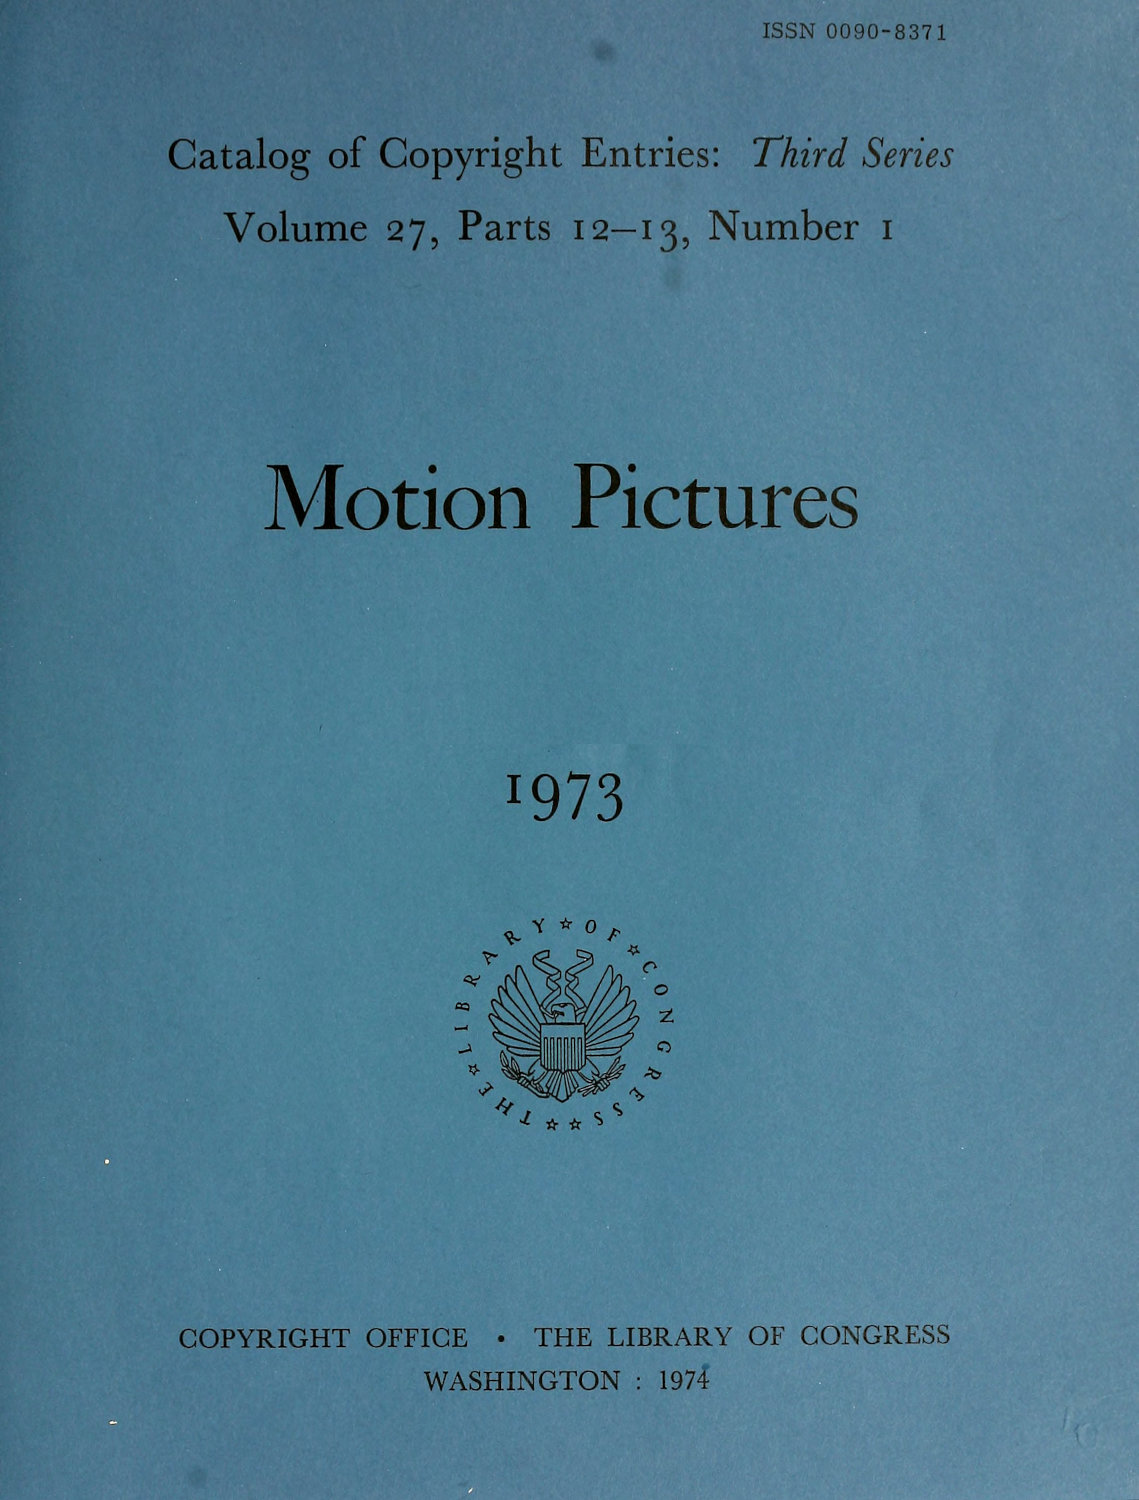 ISSN 0090-8371
Catalog of Copyright Entries: Third Series
Volume 27, Parts 12–13, Number 1
Motion Pictures
1973
THE ☆ LIBRARY ☆ OF ☆ CONGRESS ☆☆
COPYRIGHT OFFICE • THE LIBRARY OF CONGRESS
WASHINGTON : 1974